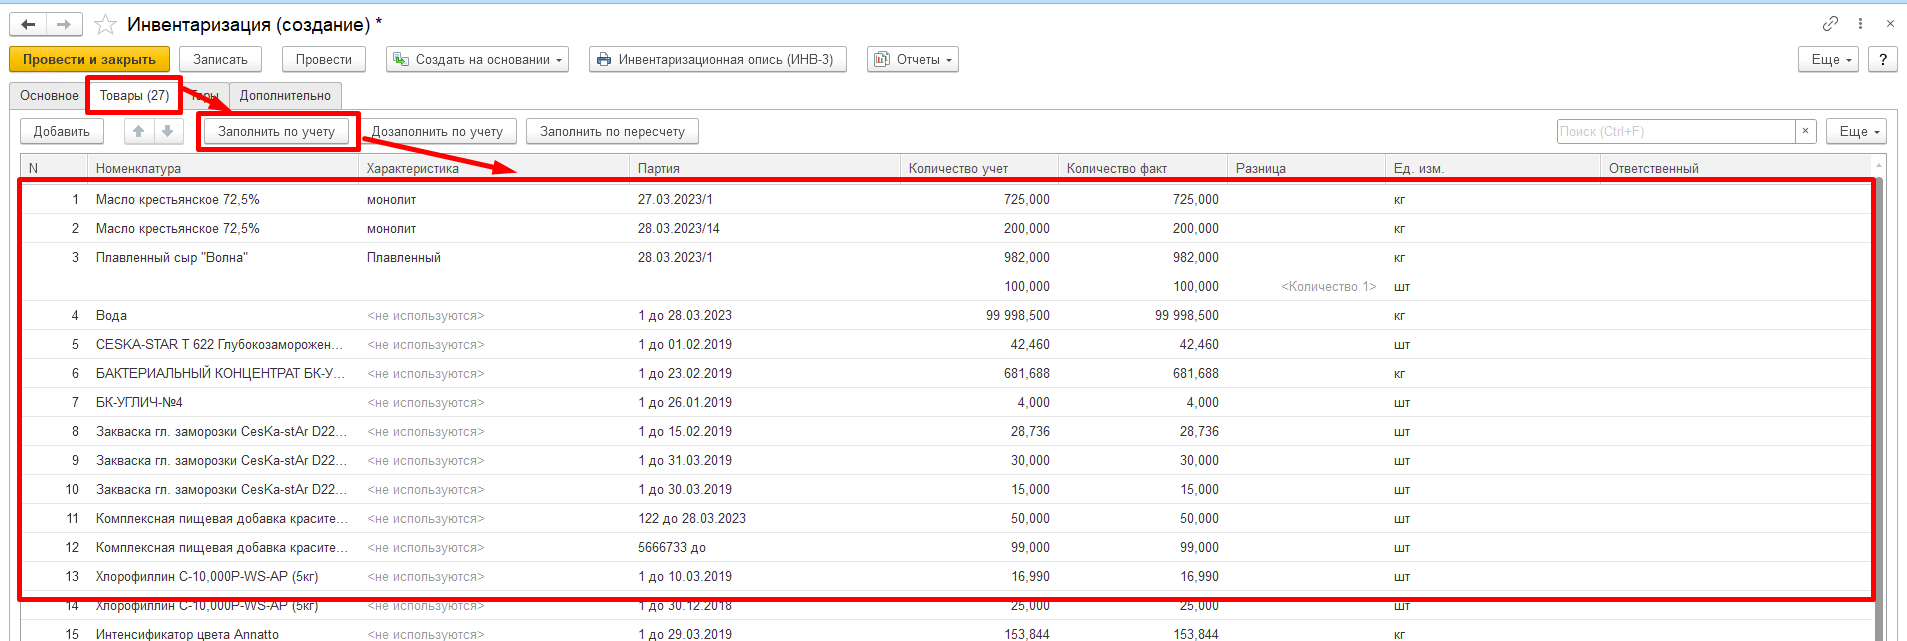 Инвентаризация (создание) *
Провести и закрыть Записать Провести Создать на основании Инвентаризационная опись (ИНВ-3) Отчеты Еще ?
Основное Товары (27) Тары Дополнительно
Добавить Заполнить по учету Дозаполнить по учету Заполнить по пересчету Поиск (Ctrl+F) × Еще
N Номенклатура Характеристика Партия Количество учет Количество факт Разница Ед. изм. Ответственный
1 Масло крестьянское 72,5% монолит 27.03.2023/1 725,000 725,000 кг
2 Масло крестьянское 72,5% монолит 28.03.2023/14 200,000 200,000 кг
3 Плавленный сыр "Волна" Плавленный 28.03.2023/1 982,000 982,000 кг
100,000 100,000 <Количество 1> шт
4 Вода <не используются> 1 до 28.03.2023 99 998,500 99 998,500 кг
5 CESKA-STAR T 622 Глубокозаморожен... <не используются> 1 до 01.02.2019 42,460 42,460 шт
6 БАКТЕРИАЛЬНЫЙ КОНЦЕНТРАТ БК-У... <не используются> 1 до 23.02.2019 681,688 681,688 кг
7 БК-УГЛИЧ-№4 <не используются> 1 до 26.01.2019 4,000 4,000 шт
8 Закваска гл. заморозки CesKa-stAr D22... <не используются> 1 до 15.02.2019 28,736 28,736 шт
9 Закваска гл. заморозки CesKa-stAr D22... <не используются> 1 до 31.03.2019 30,000 30,000 шт
10 Закваска гл. заморозки CesKa-stAr D22... <не используются> 1 до 30.03.2019 15,000 15,000 шт
11 Комплексная пищевая добавка красите... <не используются> 122 до 28.03.2023 50,000 50,000 шт
12 Комплексная пищевая добавка красите... <не используются> 5666733 до 99,000 99,000 шт
13 Хлорофиллин С-10,000P-WS-AP (5кг) <не используются> 1 до 10.03.2019 16,990 16,990 шт
14 Хлорофиллин С-10,000P-WS-AP (5кг) <не используются> 1 до 30.12.2018 25,000 25,000 шт
15 Интенсификатор цвета Annatto <не используются> 1 до 29.03.2019 153,844 153,844 кг